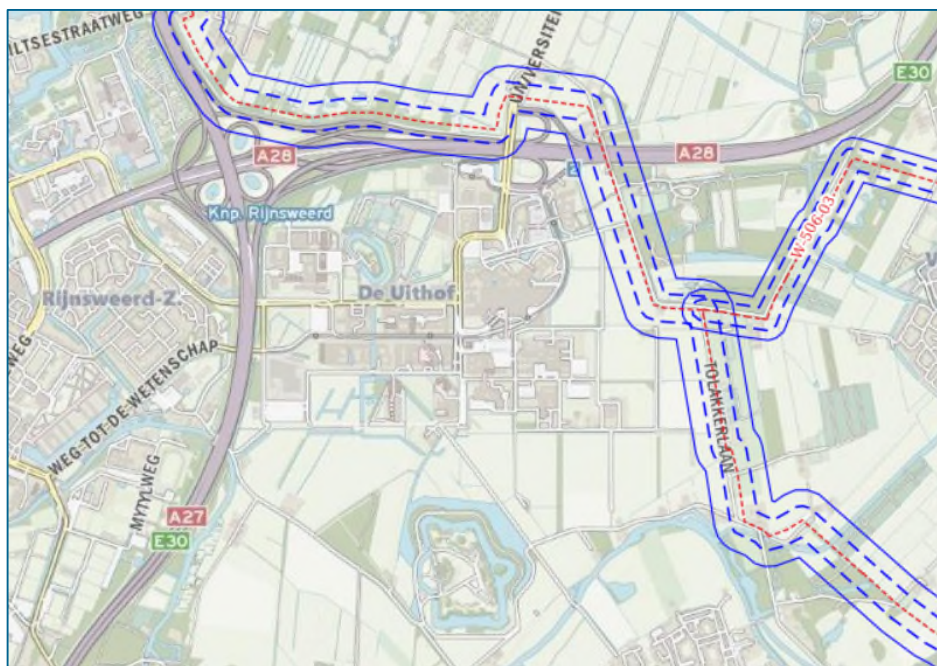 ILTSESTRAATWEG
UNIVERSITEI
E30
A28
A28
Z
W-506-03
Knp. Rijnsweerd
V
Rijnsweerd-Z.
De Uithof
WEG
WEG TOT DE WETENSCHAP
TOLAKKERLAAN
MYTYLWEG
A27
E30